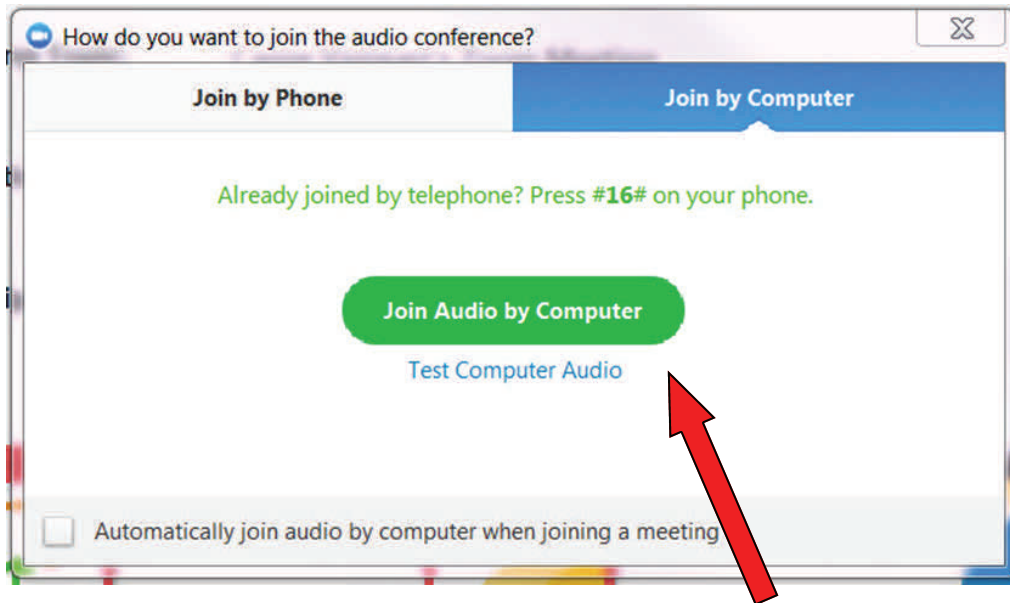 How do you want to join the audio conference?
Join by Phone
Join by Computer
Already joined by telephone? Press #16# on your phone.
Join Audio by Computer
Test Computer Audio
Automatically join audio by computer when joining a meeting